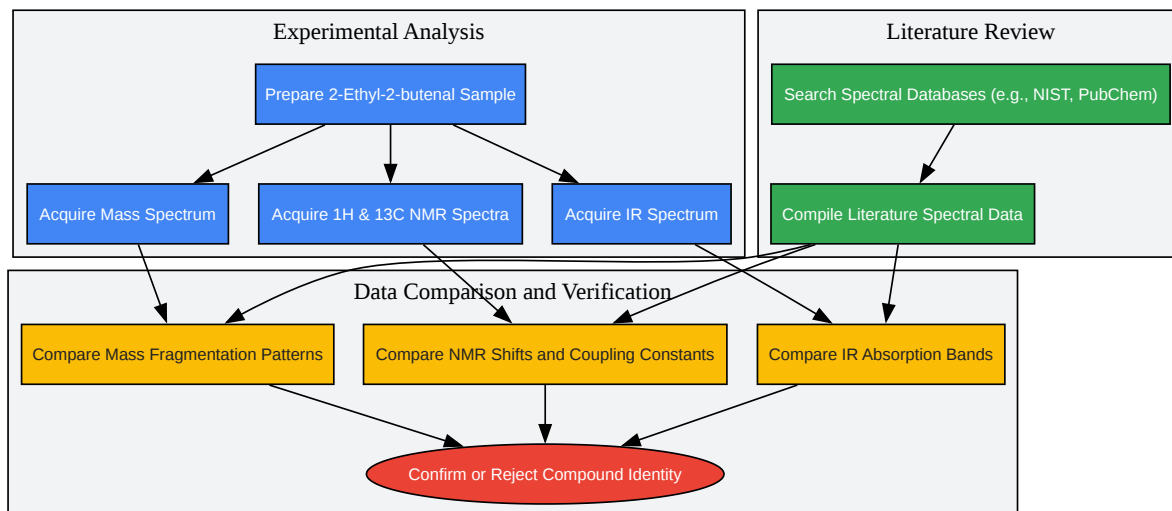 Experimental Analysis
Literature Review
Prepare 2-Ethyl-2-butenal Sample
Search Spectral Databases (e.g., NIST, PubChem)
Acquire Mass Spectrum
Acquire 1H & 13C NMR Spectra
Acquire IR Spectrum
Compile Literature Spectral Data
Data Comparison and Verification
Compare Mass Fragmentation Patterns
Compare NMR Shifts and Coupling Constants
Compare IR Absorption Bands
Confirm or Reject Compound Identity